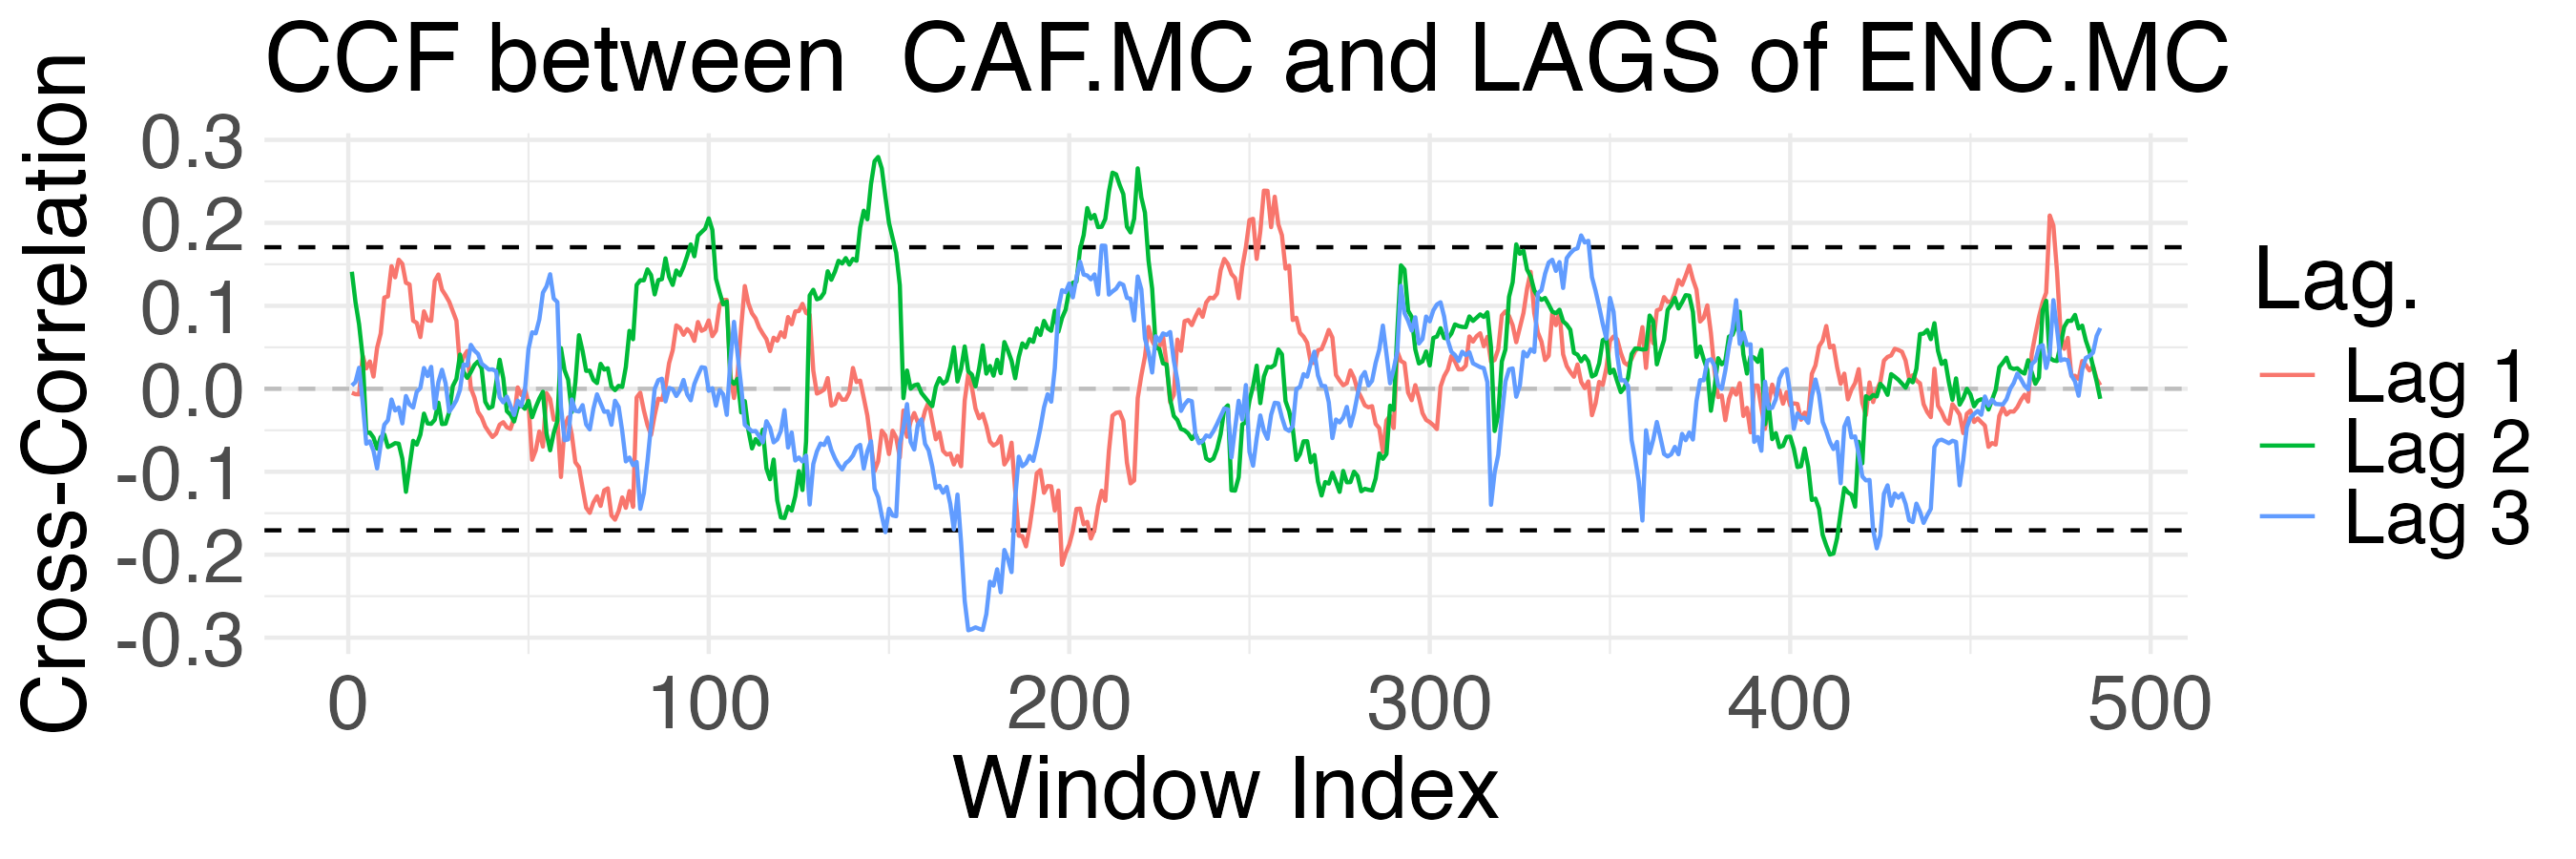 CCF between  CAF.MC and LAGS of ENC.MC
Cross-Correlation
0.3
0.2
0.1
0.0
-0.1
-0.2
-0.3
0 100 200 300 400 500
Window Index
Lag.
Lag 1
Lag 2
Lag 3